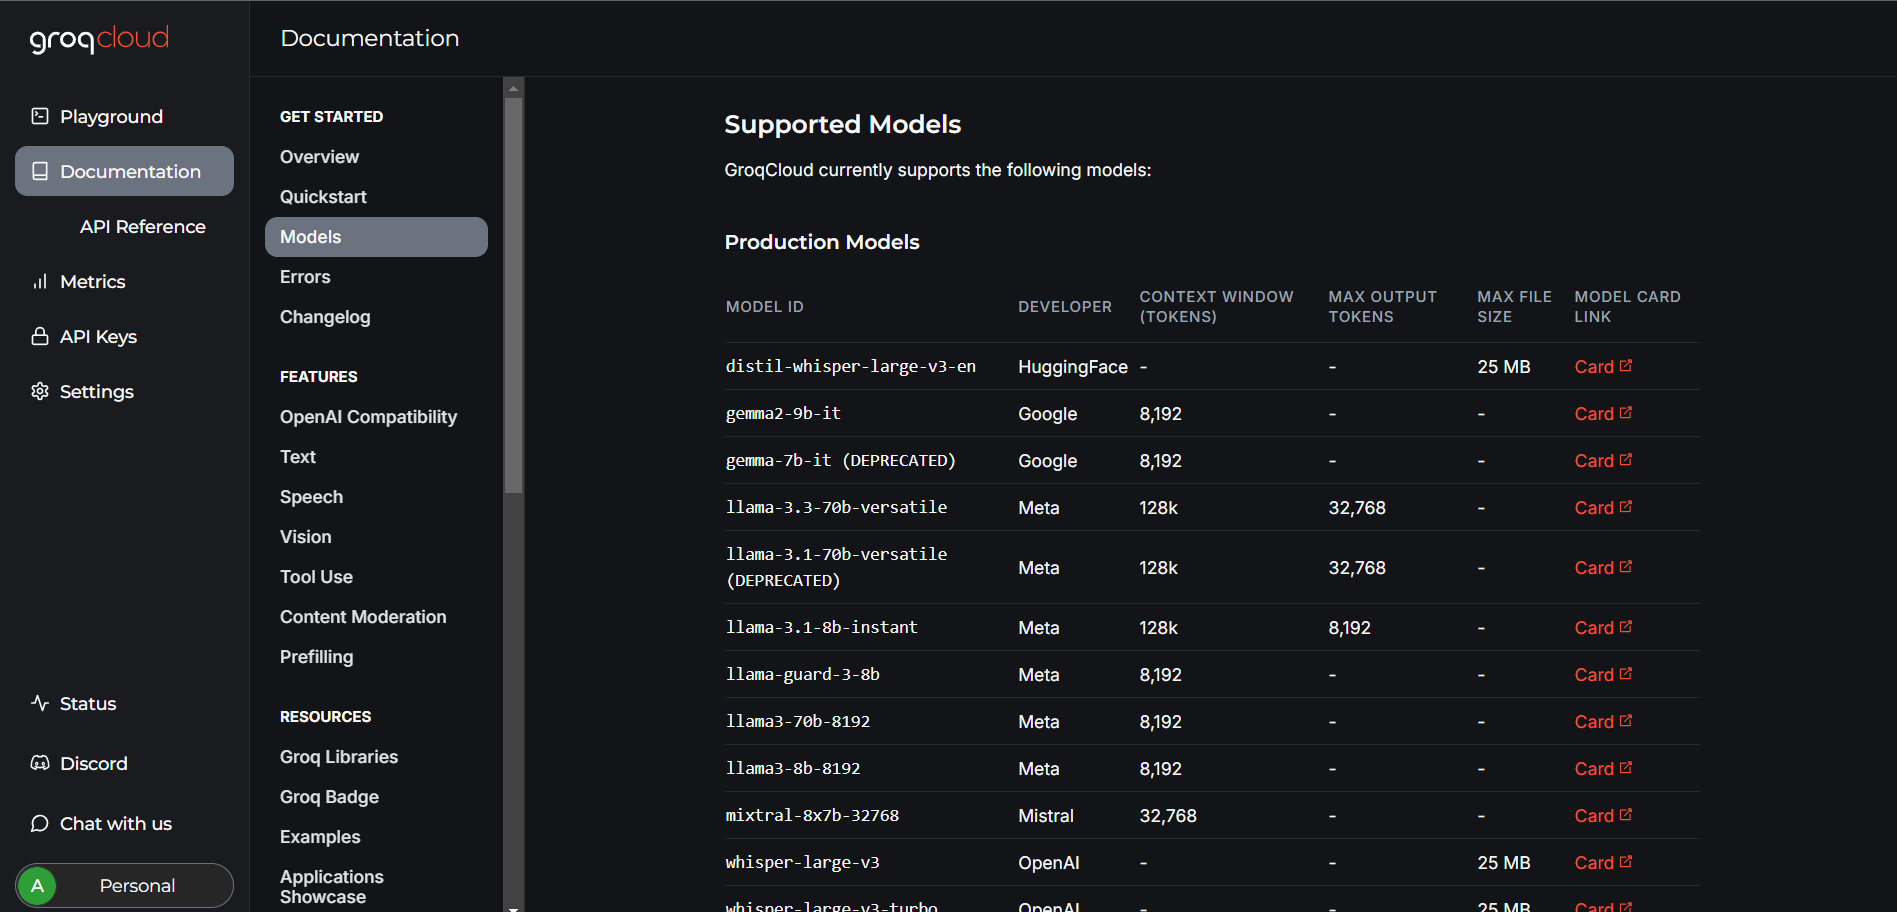 groqcloud
Playground
Documentation
API Reference
Metrics
API Keys
Settings
Status
Discord
Chat with us
A
Personal
Documentation
GET STARTED
Overview
Quickstart
Models
Errors
Changelog
FEATURES
OpenAI Compatibility
Text
Speech
Vision
Tool Use
Content Moderation
Prefilling
RESOURCES
Groq Libraries
Groq Badge
Examples
Applications
Showcase
Supported Models
GroqCloud currently supports the following models:
Production Models
MODEL ID DEVELOPER CONTEXT WINDOW (TOKENS) MAX OUTPUT TOKENS MAX FILE SIZE MODEL CARD LINK
distil-whisper-large-v3-en HuggingFace - - 25 MB Card
gemma2-9b-it Google 8,192 - - Card
gemma-7b-it (DEPRECATED) Google 8,192 - - Card
llama-3.3-70b-versatile Meta 128k 32,768 - Card
llama-3.1-70b-versatile (DEPRECATED) Meta 128k 32,768 - Card
llama-3.1-8b-instant Meta 128k 8,192 - Card
llama-guard-3-8b Meta 8,192 - - Card
llama3-70b-8192 Meta 8,192 - - Card
llama3-8b-8192 Meta 8,192 - - Card
mixtral-8x7b-32768 Mistral 32,768 - - Card
whisper-large-v3 OpenAI - - 25 MB Card
whisper-large-v3-turbo OpenAI - - 25 MB Card